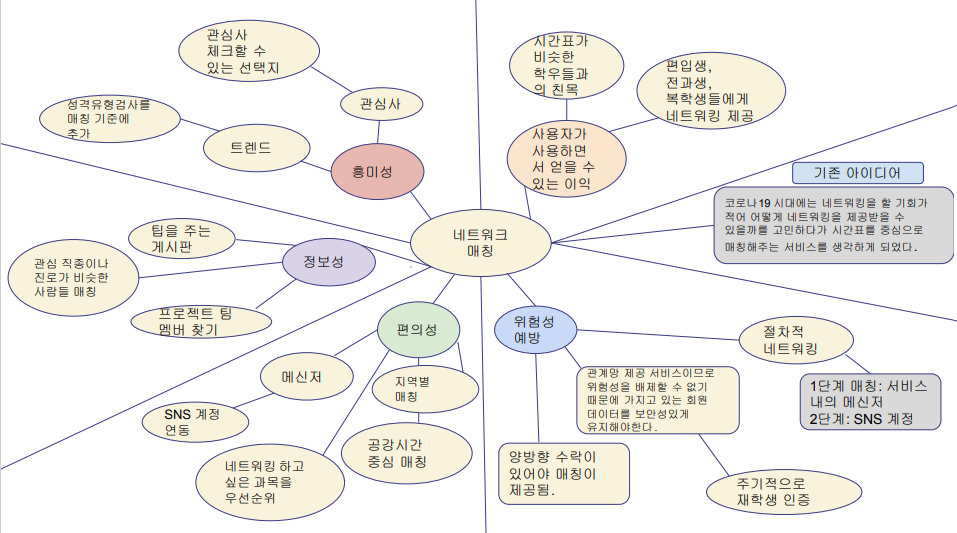 관심사
체크할 수
있는 선택지
관심사
성격유형검사를
매칭 기준에
추가
트렌드
흥미성
시간표가
비슷한
학우들과
의 친목
편입생,
전과생,
복학생들에게
네트워킹 제공
사용자가
사용하면
서 얻을 수
있는 이익
기존 아이디어
코로나19 시대에는 네트워킹을 할 기회가
적어 어떻게 네트워킹을 제공받을 수
있을까를 고민하다가 시간표를 중심으로
매칭해주는 서비스를 생각하게 되었다.
네트워크
매칭
팁을 주는
게시판
정보성
관심 직종이나
진로가 비슷한
사람들 매칭
프로젝트 팀
멤버 찾기
편의성
메신저
SNS 계정
연동
지역별
매칭
공강시간
중심 매칭
네트워킹 하고
싶은 과목을
우선순위
위험성
예방
절차적
네트워킹
1단계 매칭: 서비스
내의 메신저
2단계: SNS 계정
관계망 제공 서비스이므로
위험성을 배제할 수 없기
때문에 가지고 있는 회원
데이터를 보안성있게
유지해야한다.
양방향 수락이
있어야 매칭이
제공됨.
주기적으로
재학생 인증